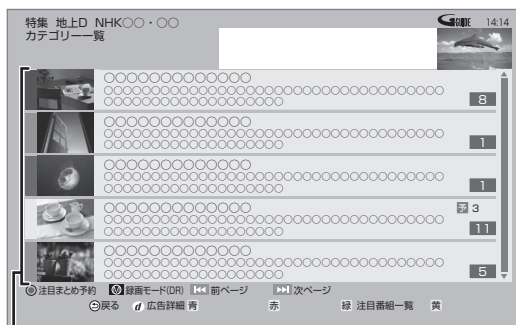 特集 地上D NHK○○・○○
GGUIDE 14:14
カテゴリー一覧
○○○○○○○○○○○○○
○○○○○○○○○○○○○○○○○○○○○○○○○○○○○○○○○○
○○○○○○○○○○○○○○○○○○ 8
○○○○○○○○○○○○○
○○○○○○○○○○○○○○○○○○○○○○○○○○○○○○○○○○
○○○○○○○○○○○○○○○○○○ 1
○○○○○○○○○○○○○
○○○○○○○○○○○○○○○○○○○○○○○○○○○○○○○○○○
○○○○○○○○○○○○○○○○○○ 1
○○○○○○○○○○○○○ 予 3
○○○○○○○○○○○○○○○○○○○○○○○○○○○○○○○○○○
○○○○○○○○○○○○○○○○○○ 11
○○○○○○○○○○○○○
○○○○○○○○○○○○○○○○○○○○○○○○○○○○○○○○○○
○○○○○○○○○○○○○○○○○○ 5
注目まとめ予約 録画モード(DR) 前ページ 次ページ
戻る d 広告詳細 青 赤 緑 注目番組一覧 黄